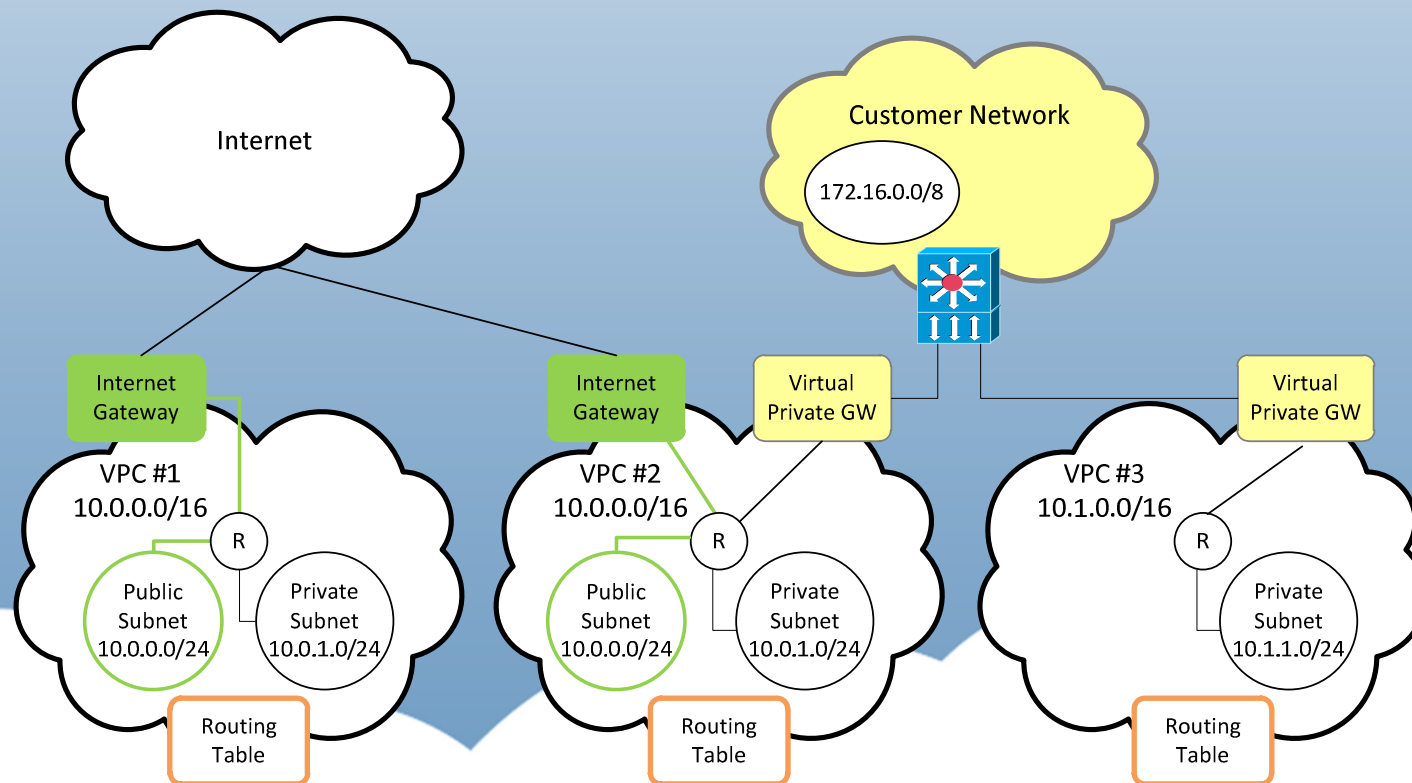 Internet
Customer Network
172.16.0.0/8
Internet
Gateway
Internet
Gateway
Virtual
Private GW
Virtual
Private GW
VPC #1
10.0.0.0/16
R
Public
Subnet
10.0.0.0/24
Private
Subnet
10.0.1.0/24
Routing
Table
VPC #2
10.0.0.0/16
R
Public
Subnet
10.0.0.0/24
Private
Subnet
10.0.1.0/24
Routing
Table
VPC #3
10.1.0.0/16
R
Private
Subnet
10.1.1.0/24
Routing
Table